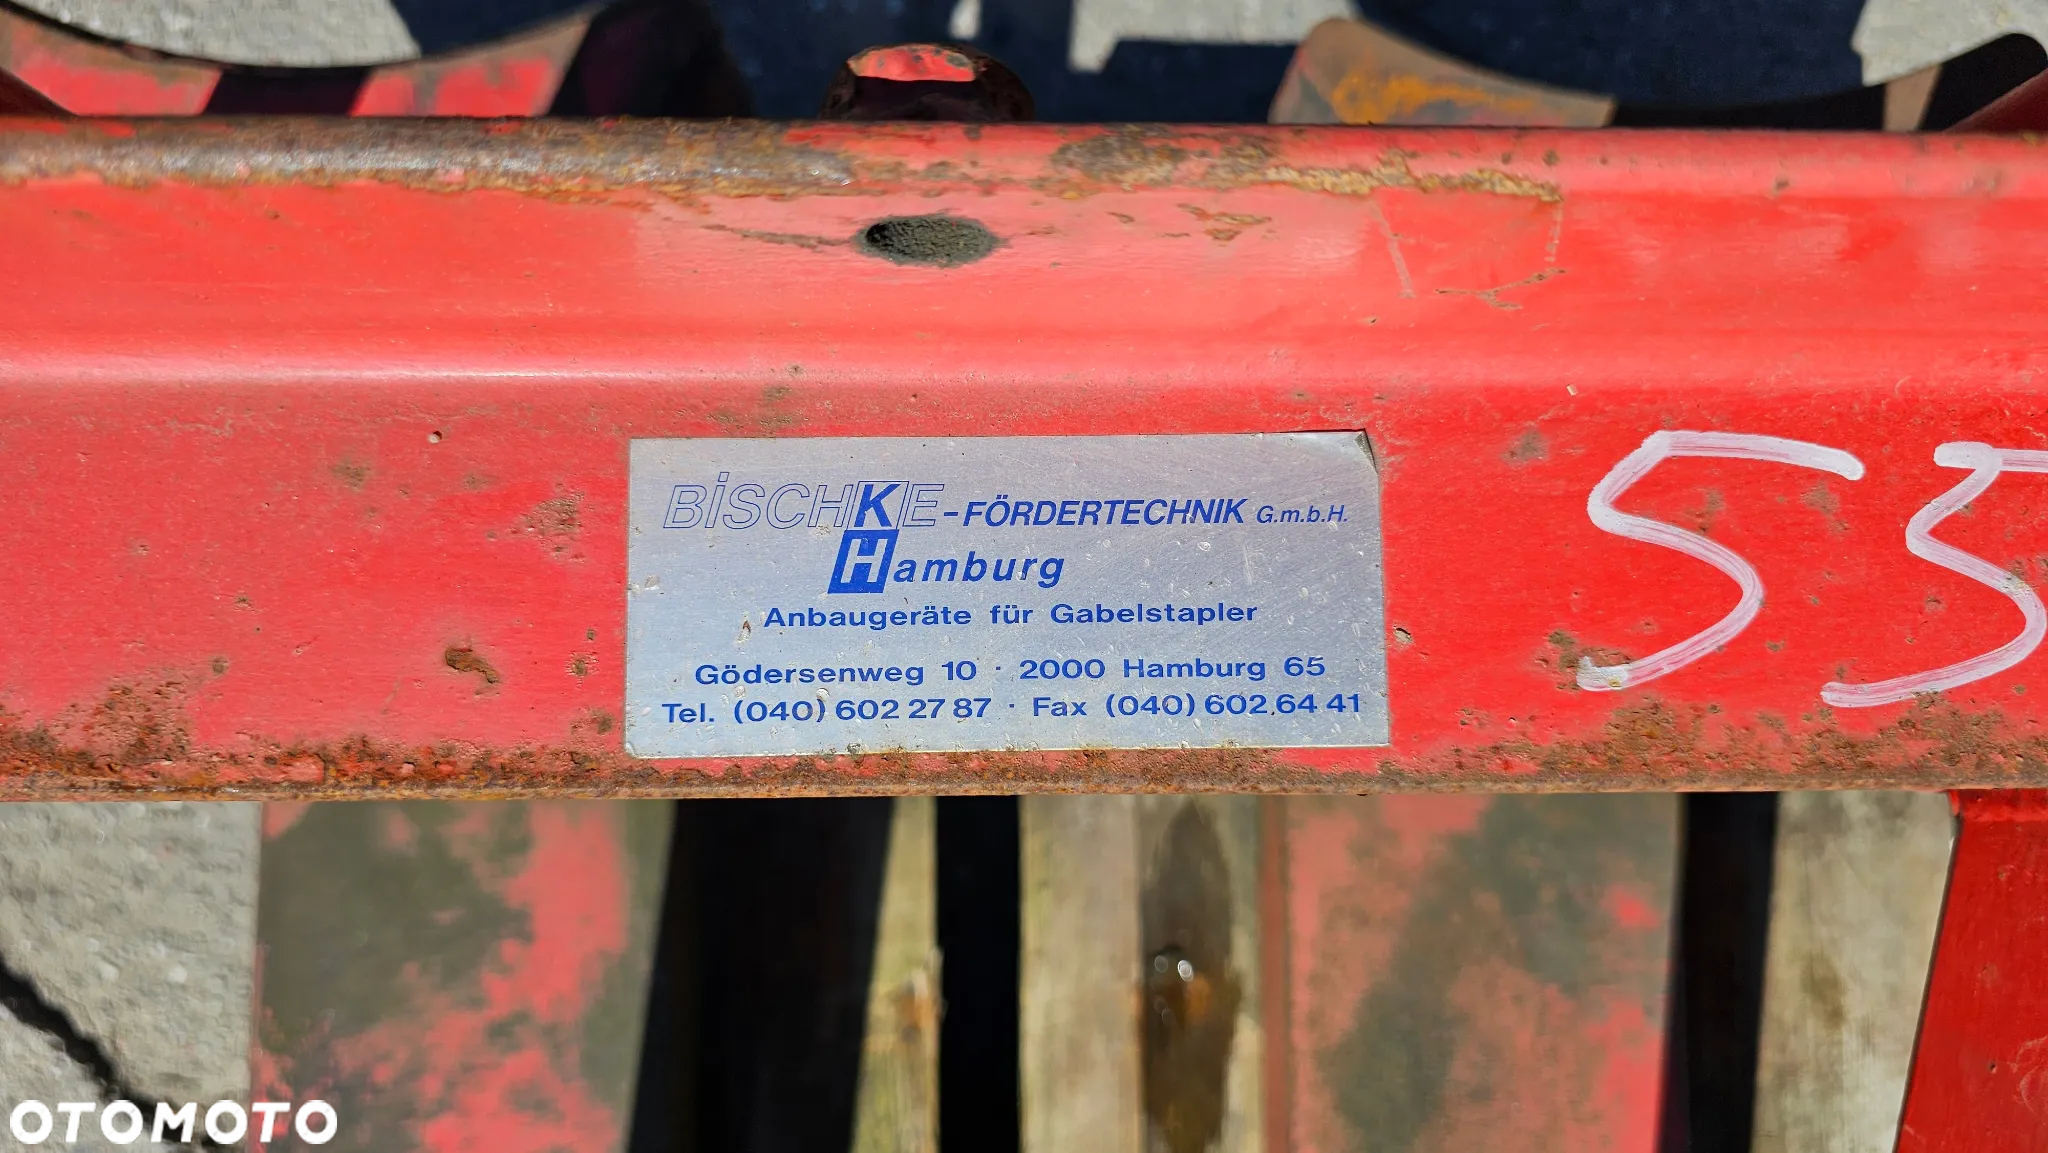 BiSCHKE-FÖRDERTECHNIK G.m.b.H.
Hamburg
Anbaugeräte für Gabelstapler
Gödersenweg 10 · 2000 Hamburg 65
Tel. (040) 602 27 87 · Fax (040) 602 64 41
55
OTOMOTO